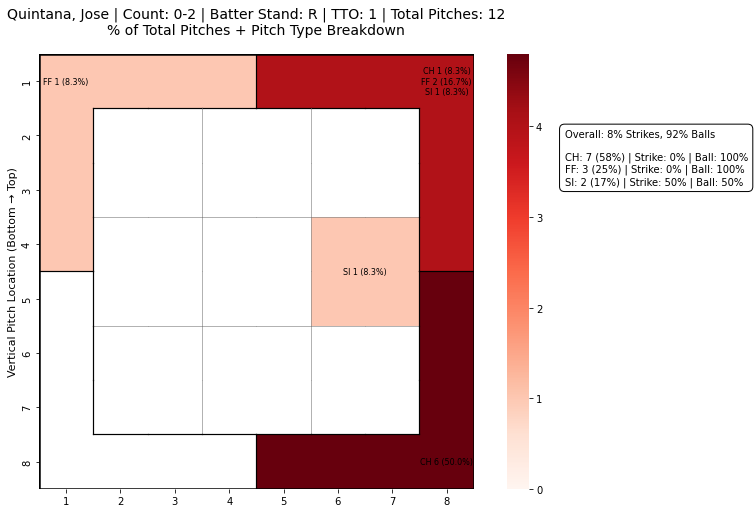 Quintana, Jose | Count: 0-2 | Batter Stand: R | TTO: 1 | Total Pitches: 12
% of Total Pitches + Pitch Type Breakdown
FF 1 (8.3%)
CH 1 (8.3%)
FF 2 (16.7%)
SI 1 (8.3%)
SI 1 (8.3%)
CH 6 (50.0%)
Vertical Pitch Location (Bottom → Top)
1
2
3
4
5
6
7
8
1 2 3 4 5 6 7 8
4
3
2
1
0
Overall: 8% Strikes, 92% Balls
CH: 7 (58%) | Strike: 0% | Ball: 100%
FF: 3 (25%) | Strike: 0% | Ball: 100%
SI: 2 (17%) | Strike: 50% | Ball: 50%